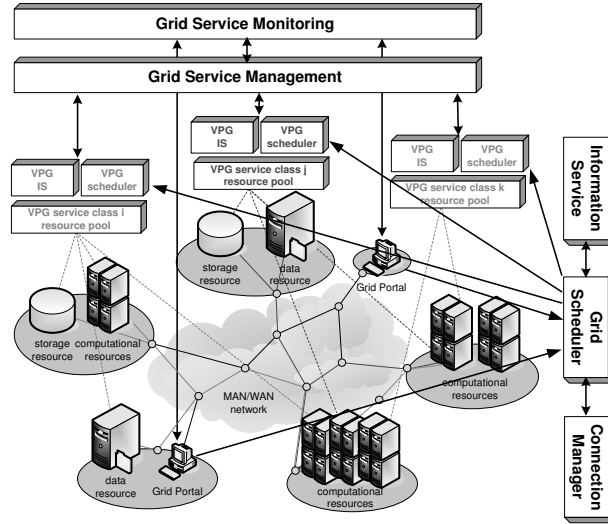 Grid Service Monitoring
Grid Service Management
VPG
IS
VPG
scheduler
VPG service class j
resource pool
VPG
IS
VPG
scheduler
VPG service class k
resource pool
VPG
IS
VPG
scheduler
VPG service class i
resource pool
Information
Service
Grid
Scheduler
Connection
Manager
storage
resource
data
resource
Grid Portal
storage
resource
computational
resources
computational
resources
MAN/WAN
network
data
resource
Grid Portal
computational
resources